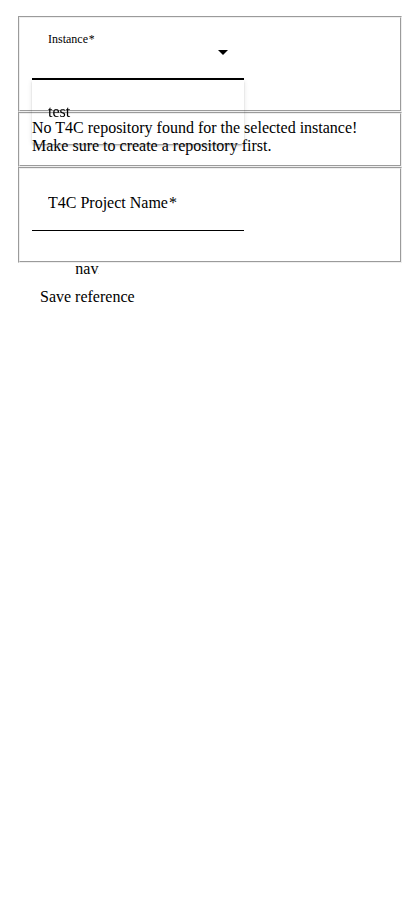 Instance*
test
No T4C repository found for the selected instance!
Make sure to create a repository first.
T4C Project Name*
nav
Save reference